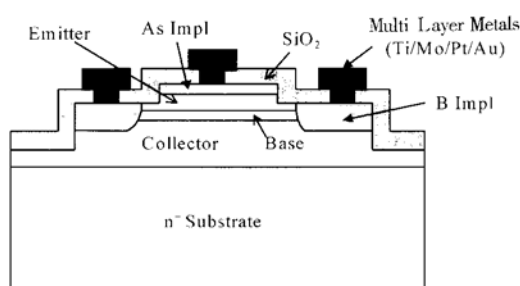 Emitter
As Impl
SiO₂
Multi Layer Metals
(Ti/Mo/Pt/Au)
B Impl
Collector
Base
n⁻ Substrate